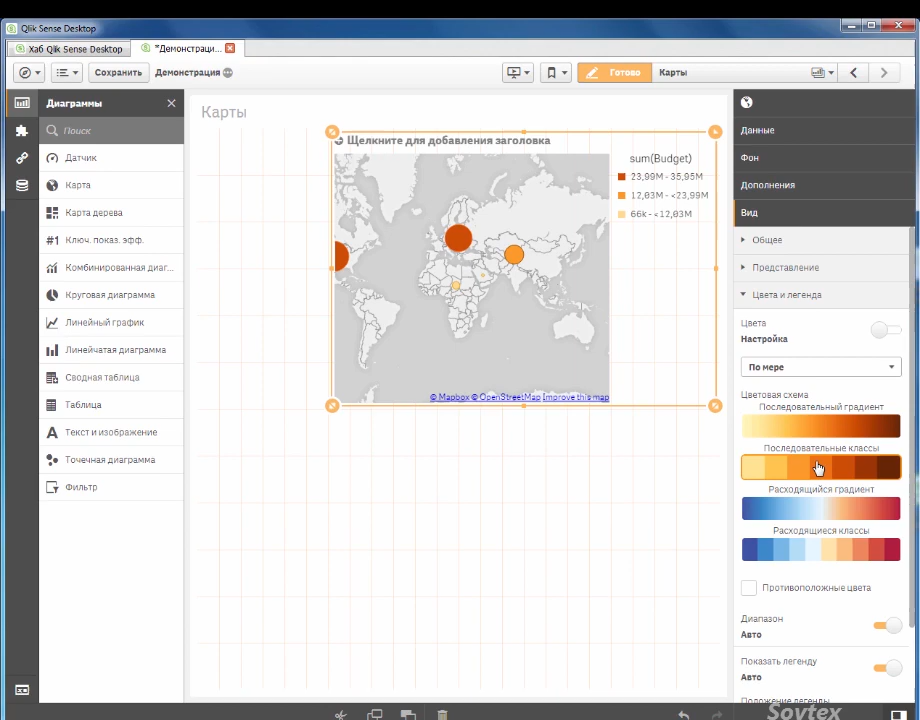 Qlik Sense Desktop
Хаб Qlik Sense Desktop
*Демонстраци...
Сохранить
Демонстрация
Готово
Карты
Диаграммы
Поиск
Датчик
Карта
Карта дерева
#1 Ключ. показ. эфф.
Комбинированная диаг...
Круговая диаграмма
Линейный график
Линейчатая диаграмма
Сводная таблица
Таблица
Текст и изображение
Точечная диаграмма
Фильтр
Карты
Щелкните для добавления заголовка
sum(Budget)
23,99M - 35,95M
12,03M - <23,99M
66k - <12,03M
© Mapbox © OpenStreetMap Improve this map
Данные
Фон
Дополнения
Вид
Общее
Представление
Цвета и легенда
Цвета
Настройка
По мере
Цветовая схема
Последовательный градиент
Последовательные классы
Расходящийся градиент
Расходящиеся классы
Противоположные цвета
Диапазон
Авто
Показать легенду
Авто
Положение легенды
Sovtex